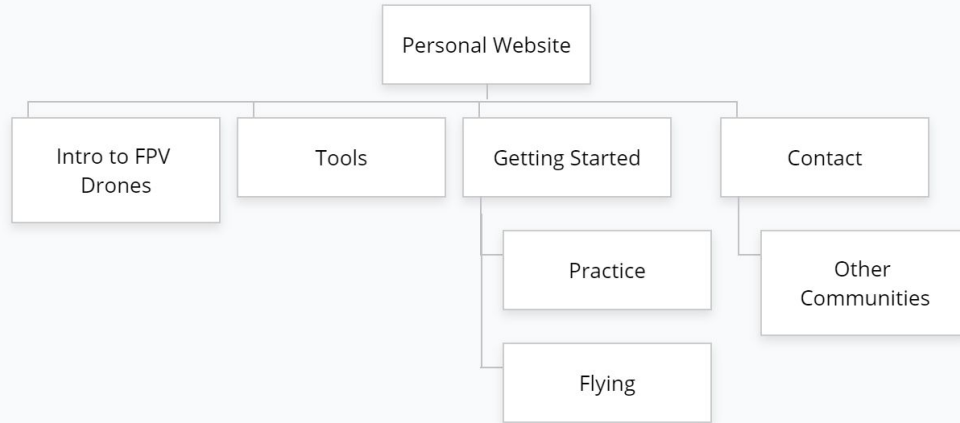 Personal Website
Intro to FPV
Drones
Tools
Getting Started
Contact
Practice
Other
Communities
Flying